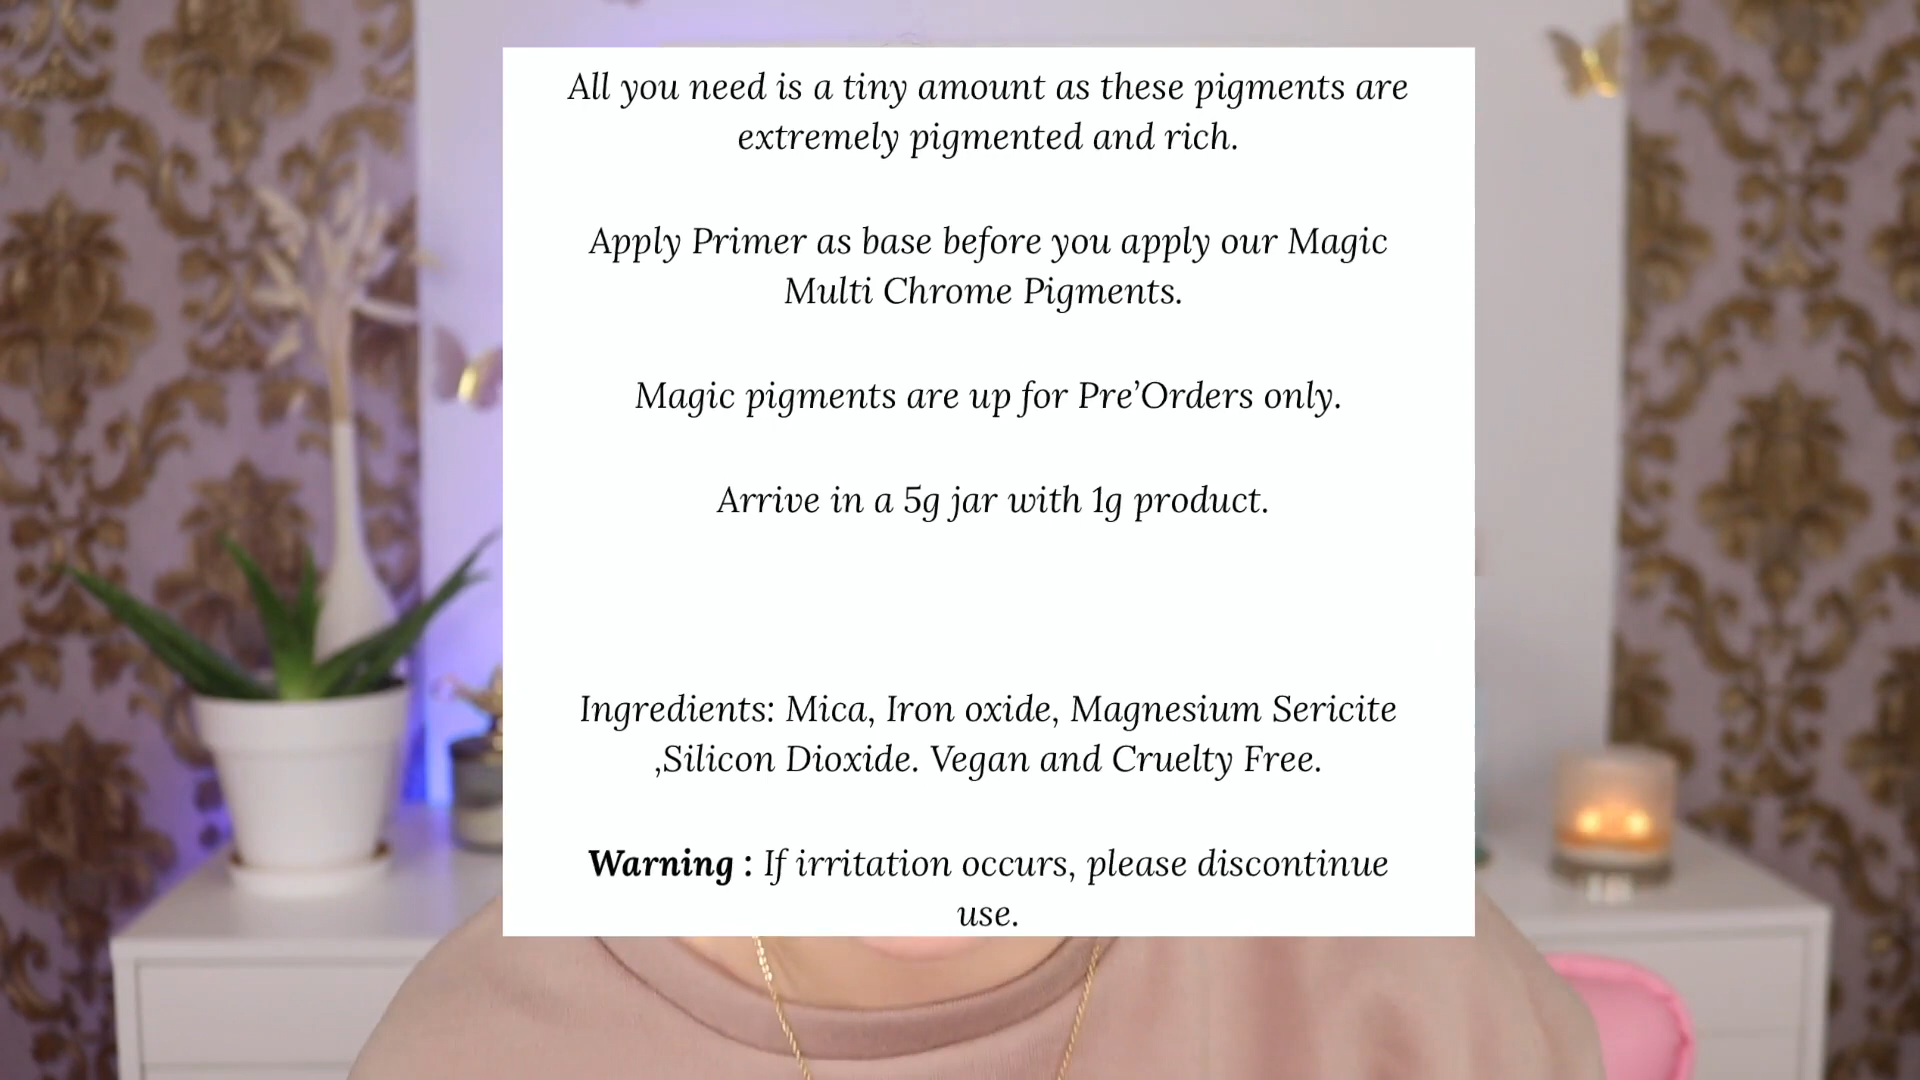 All you need is a tiny amount as these pigments are
extremely pigmented and rich.
Apply Primer as base before you apply our Magic
Multi Chrome Pigments.
Magic pigments are up for Pre’Orders only.
Arrive in a 5g jar with 1g product.
Ingredients: Mica, Iron oxide, Magnesium Sericite
,Silicon Dioxide. Vegan and Cruelty Free.
Warning : If irritation occurs, please discontinue
use.